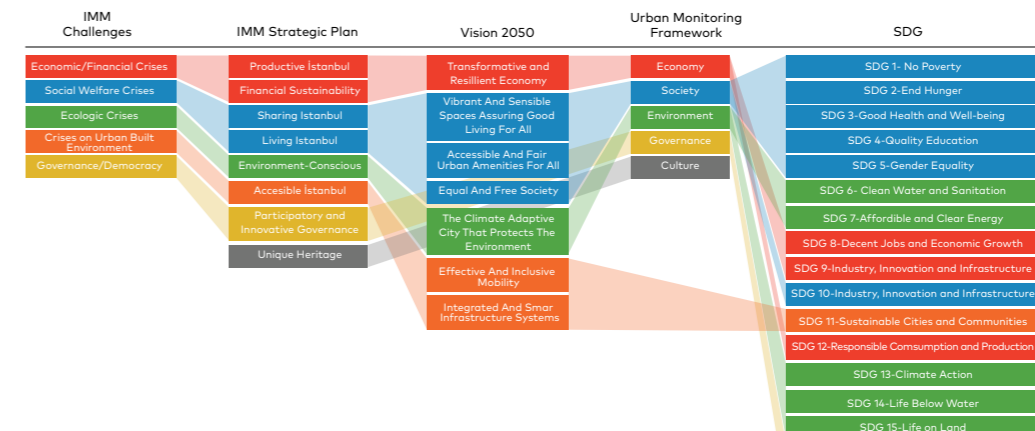 IMM
Challenges
IMM Strategic Plan
Vision 2050
Urban Monitoring
Framework
SDG
Economic/Financial Crises
Social Welfare Crises
Ecologic Crises
Crises on Urban Built
Environment
Governance/Democracy
Productive İstanbul
Financial Sustainability
Sharing Istanbul
Living Istanbul
Environment-Conscious
Accesible İstanbul
Participatory and
Innovative Governance
Unique Heritage
Transformative and
Resillient Economy
Vibrant And Sensible
Spaces Assuring Good
Living For All
Accessible And Fair
Urban Amenities For All
Equal And Free Society
The Climate Adaptive
City That Protects The
Environment
Effective And Inclusive
Mobility
Integrated And Smar
Infrastructure Systems
Economy
Society
Environment
Governance
Culture
SDG 1- No Poverty
SDG 2-End Hunger
SDG 3-Good Health and Well-being
SDG 4-Quality Education
SDG 5-Gender Equality
SDG 6- Clean Water and Sanitation
SDG 7-Affordable and Clear Energy
SDG 8-Decent Jobs and Economic Growth
SDG 9-Industry, Innovation and Infrastructure
SDG 10-Industry, Innovation and Infrastructure
SDG 11-Sustainable Cities and Communities
SDG 12-Responsible Comsumption and Production
SDG 13-Climate Action
SDG 14-Life Below Water
SDG 15-Life on Land